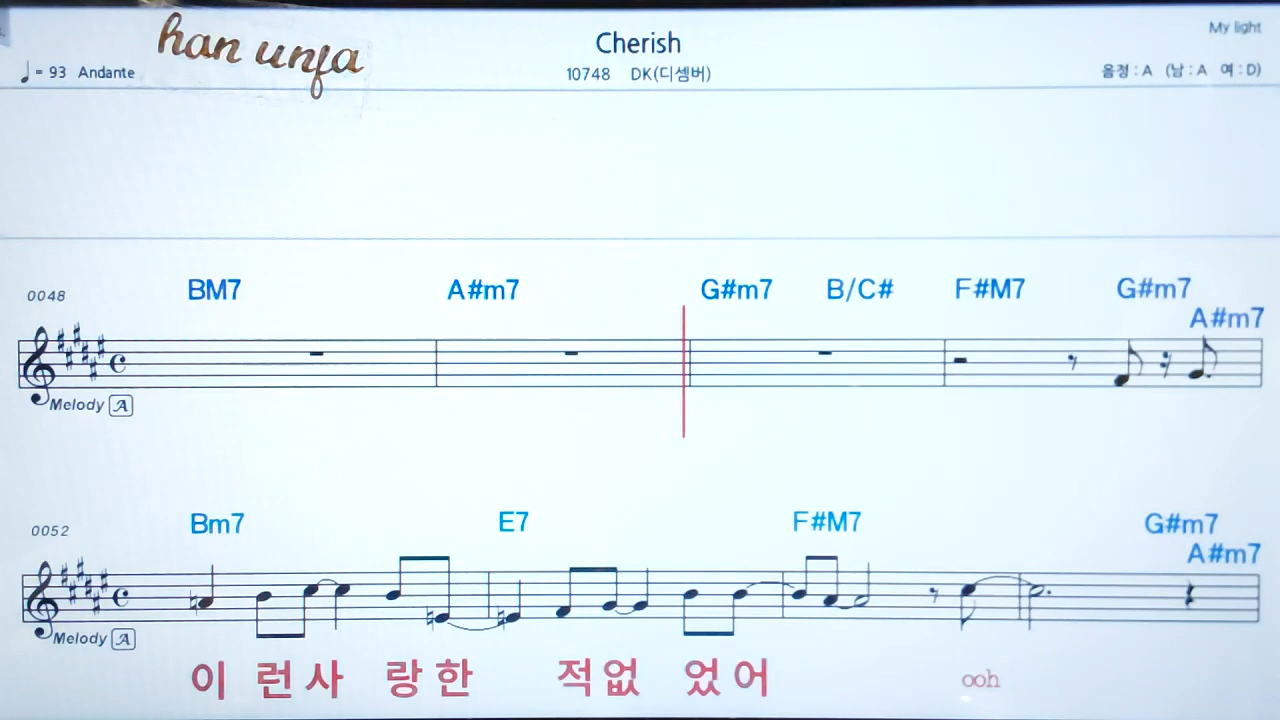 My light
han unja
Cherish
♩= 93 Andante
10748 DK(디셈버)
음정 : A (남 : A 여 : D)
0048 BM7 A#m7 G#m7 B/C# F#M7 G#m7
A#m7
Melody A
0052 Bm7 E7 F#M7 G#m7
A#m7
Melody A
이 런 사 랑 한 적 없 었 어 ooh